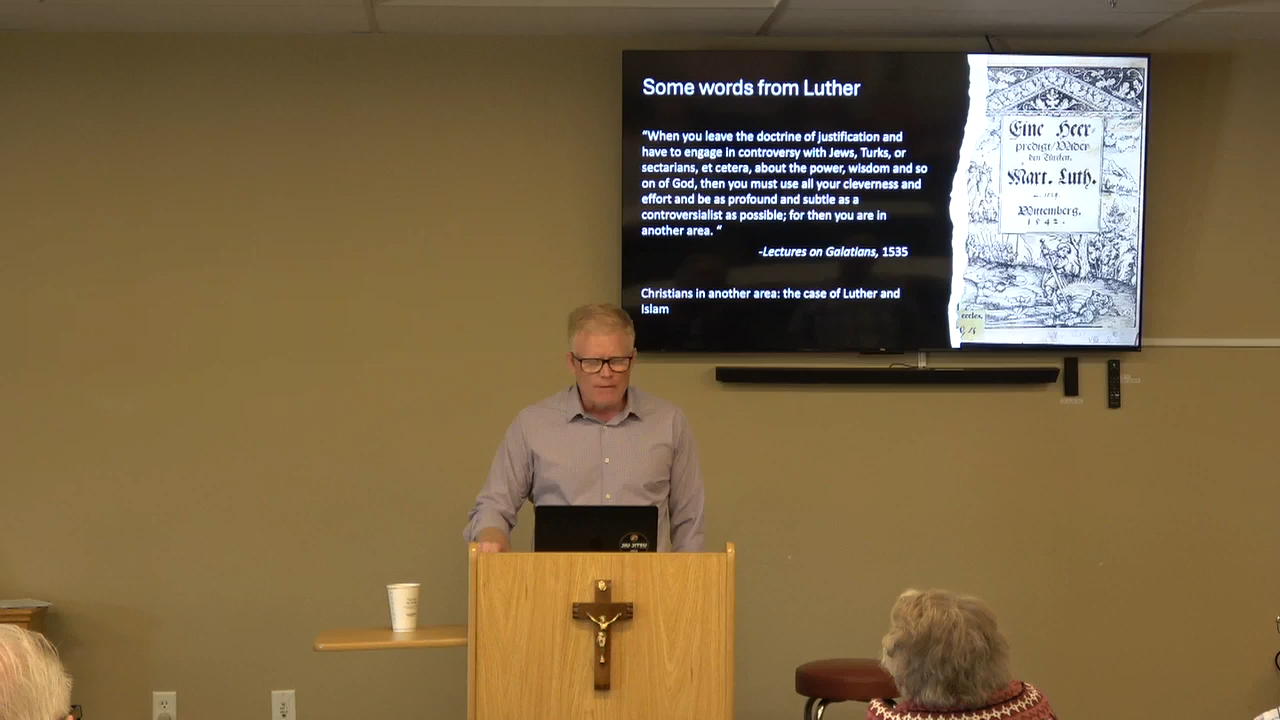 Some words from Luther
"When you leave the doctrine of justification and
have to engage in controversy with Jews, Turks, or
sectarians, et cetera, about the power, wisdom and so
on of God, then you must use all your cleverness and
effort and be as profound and subtle as a
controversialist as possible; for then you are in
another area. "
-Lectures on Galatians, 1535
Christians in another area: the case of Luther and
Islam
Eine Heer-
predigt/Wider
den Türcken.
Mart. Luth.
Wittemberg.
1542.
JIU JITSU